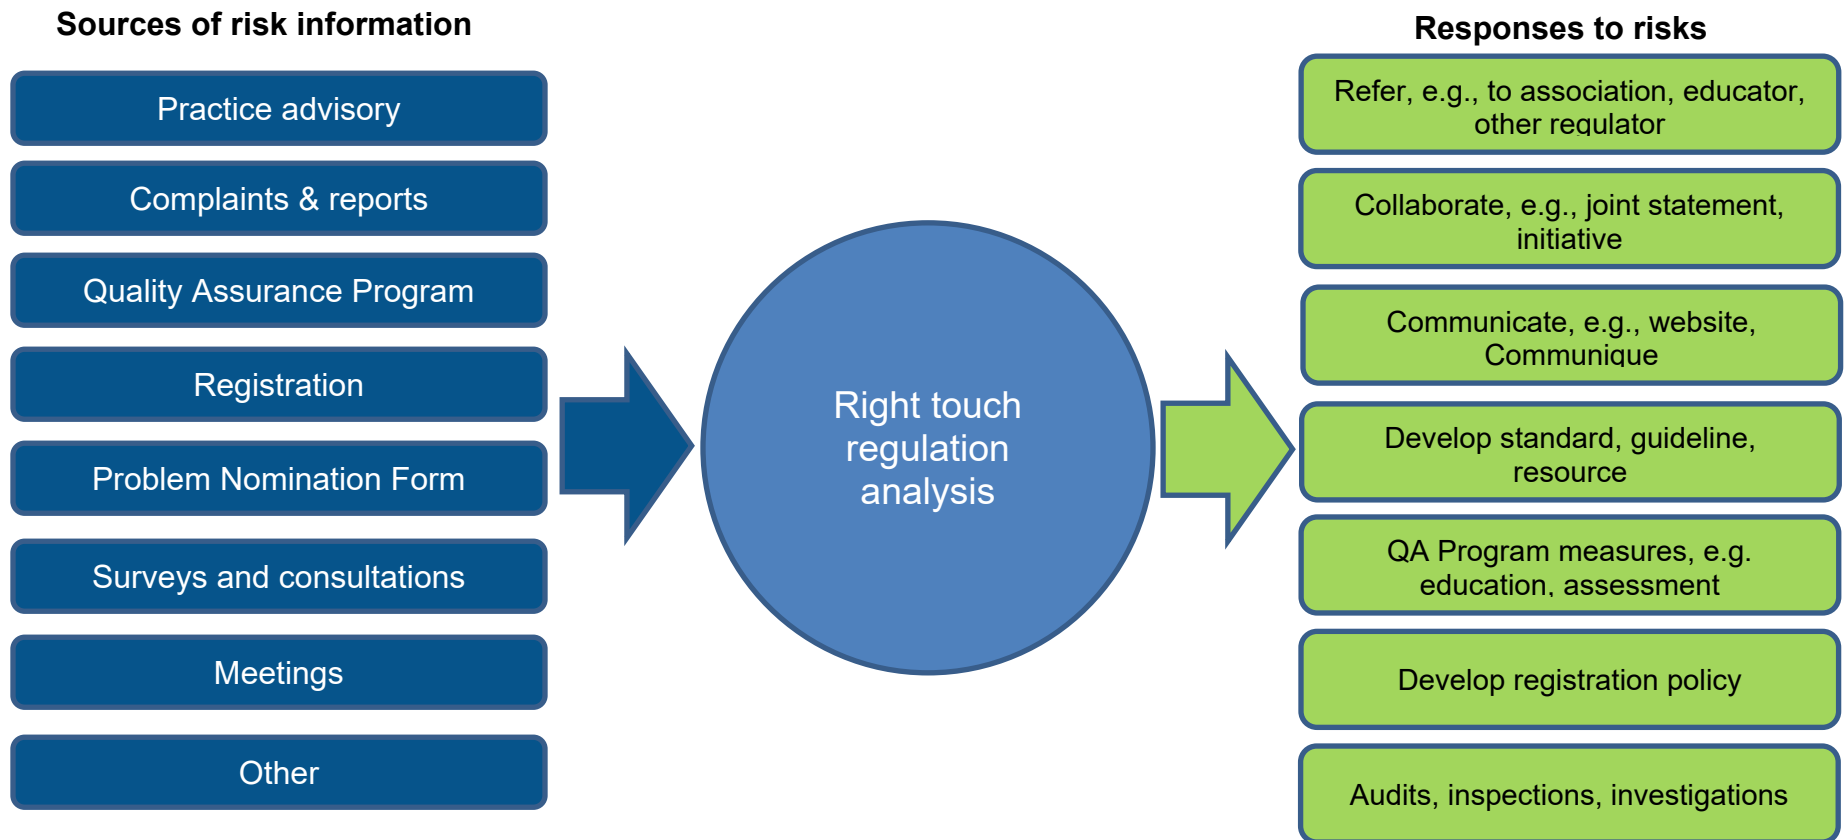 Sources of risk information
Practice advisory
Complaints & reports
Quality Assurance Program
Registration
Problem Nomination Form
Surveys and consultations
Meetings
Other
Right touch
regulation
analysis
Responses to risks
Refer, e.g., to association, educator,
other regulator
Collaborate, e.g., joint statement,
initiative
Communicate, e.g., website,
Communique
Develop standard, guideline,
resource
QA Program measures, e.g.
education, assessment
Develop registration policy
Audits, inspections, investigations